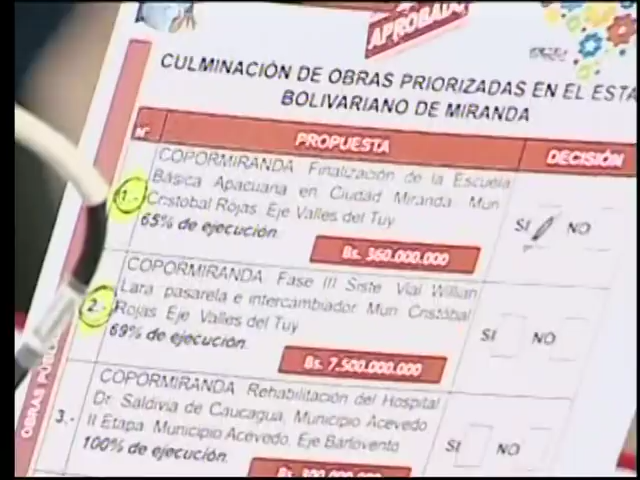 APROBADO
CULMINACIÓN DE OBRAS PRIORIZADAS EN EL ESTA
BOLIVARIANO DE MIRANDA
N° PROPUESTA DECISIÓN
1.- COPORMIRANDA Finalización de la Escuela
Básica Apacuana en Ciudad Miranda Mun
Cristobal Rojas, Eje Valles del Tuy
65% de ejecución.
Bs. 360.000.000
SI NO
2.- COPORMIRANDA Fase III Siste Vial Willian
Lara pasarela e intercambiador Mun Cristóbal
Rojas Eje Valles del Tuy
69% de ejecución.
Bs. 7.500.000.000
SI NO
3.- COPORMIRANDA Rehabilitación del Hospital
Dr. Saldivia de Caucagua, Municipio Acevedo
II Etapa. Municipio Acevedo, Eje Barlovento
100% de ejecución.
SI NO
OBRAS